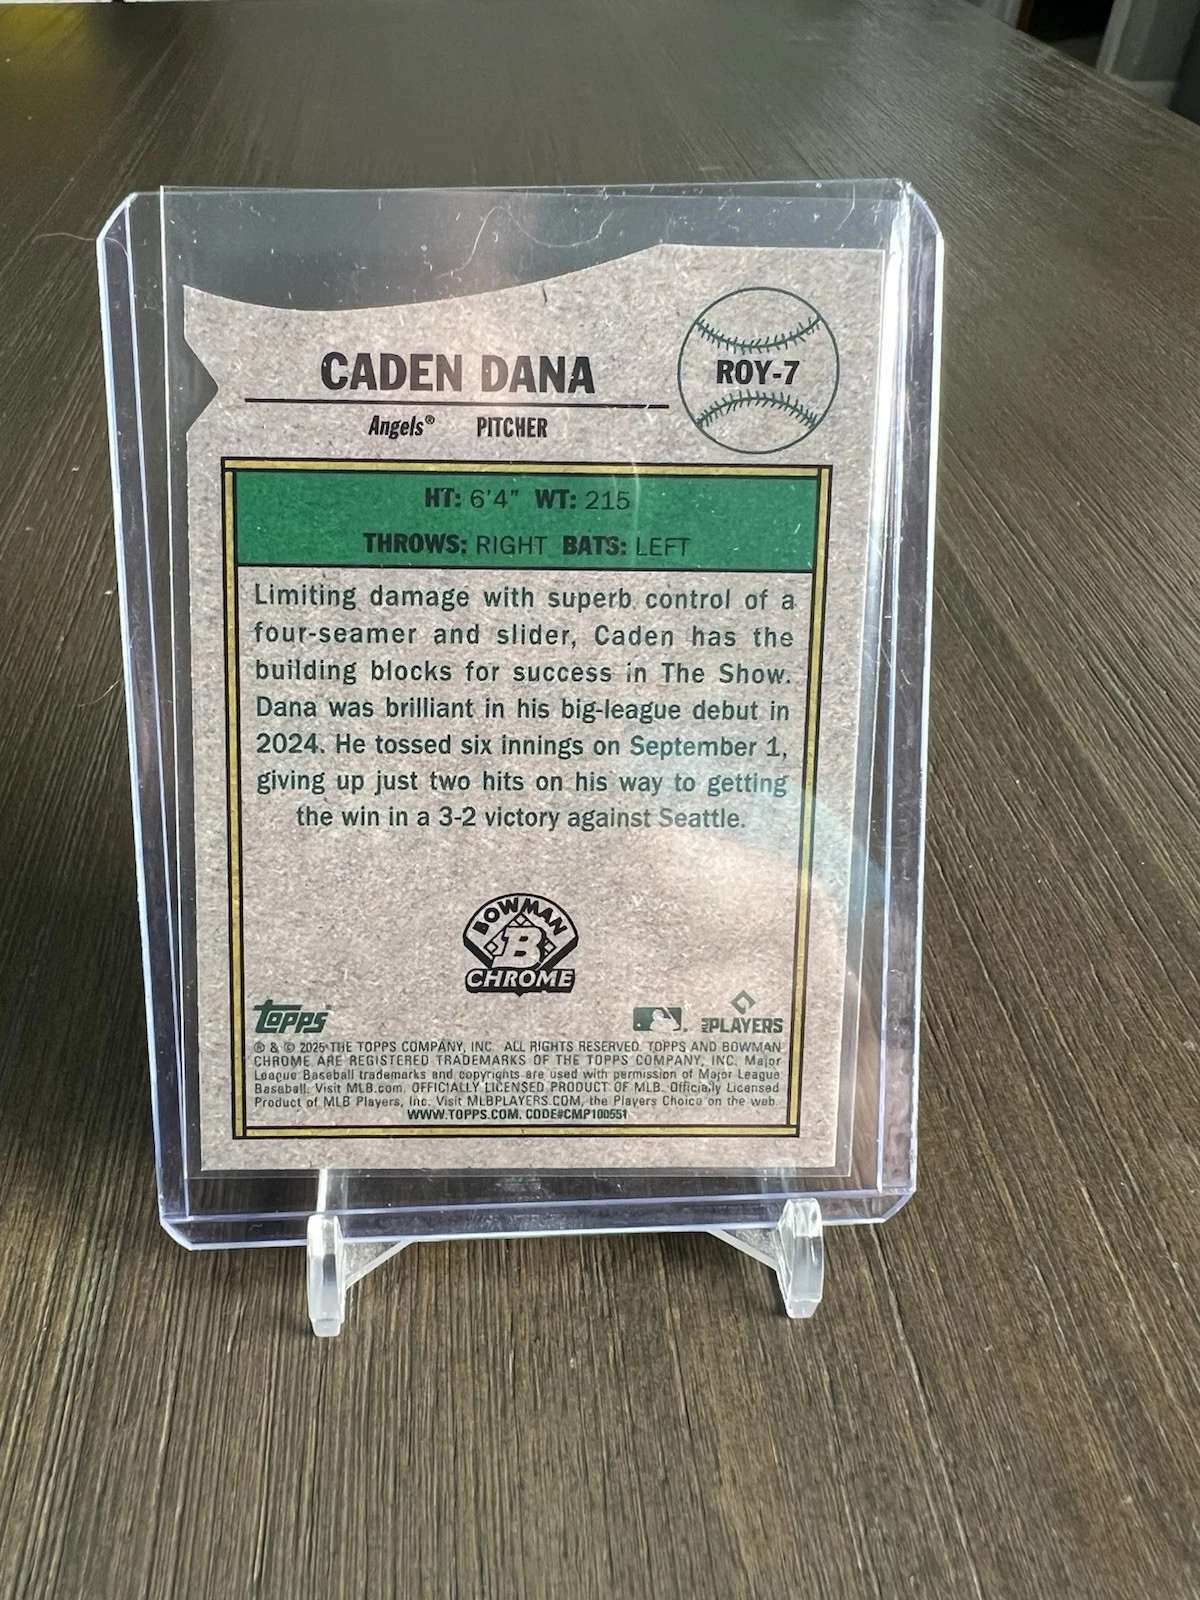 CADEN DANA
ROY-7
Angels® PITCHER
HT: 6'4" WT: 215
THROWS: RIGHT BATS: LEFT
Limiting damage with superb control of a
four-seamer and slider, Caden has the
building blocks for success in The Show.
Dana was brilliant in his big-league debut in
2024. He tossed six innings on September 1,
giving up just two hits on his way to getting
the win in a 3-2 victory against Seattle.
BOWMAN
B
CHROME
topps
MLB PLAYERS
® & © 2025 THE TOPPS COMPANY, INC. ALL RIGHTS RESERVED. TOPPS AND BOWMAN
CHROME ARE REGISTERED TRADEMARKS OF THE TOPPS COMPANY, INC. Major
League Baseball trademarks and copyrights are used with permission of Major League
Baseball. Visit MLB.com. OFFICIALLY LICENSED PRODUCT OF MLB. Officially Licensed
Product of MLB Players, Inc. Visit MLBPLAYERS.COM, the Players Choice on the web.
WWW.TOPPS.COM. CODE#CMP100551